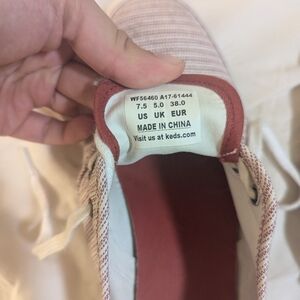 WF56460 A17-61444
7.5 5.0 38.0
US UK EUR
MADE IN CHINA
Visit us at keds.com